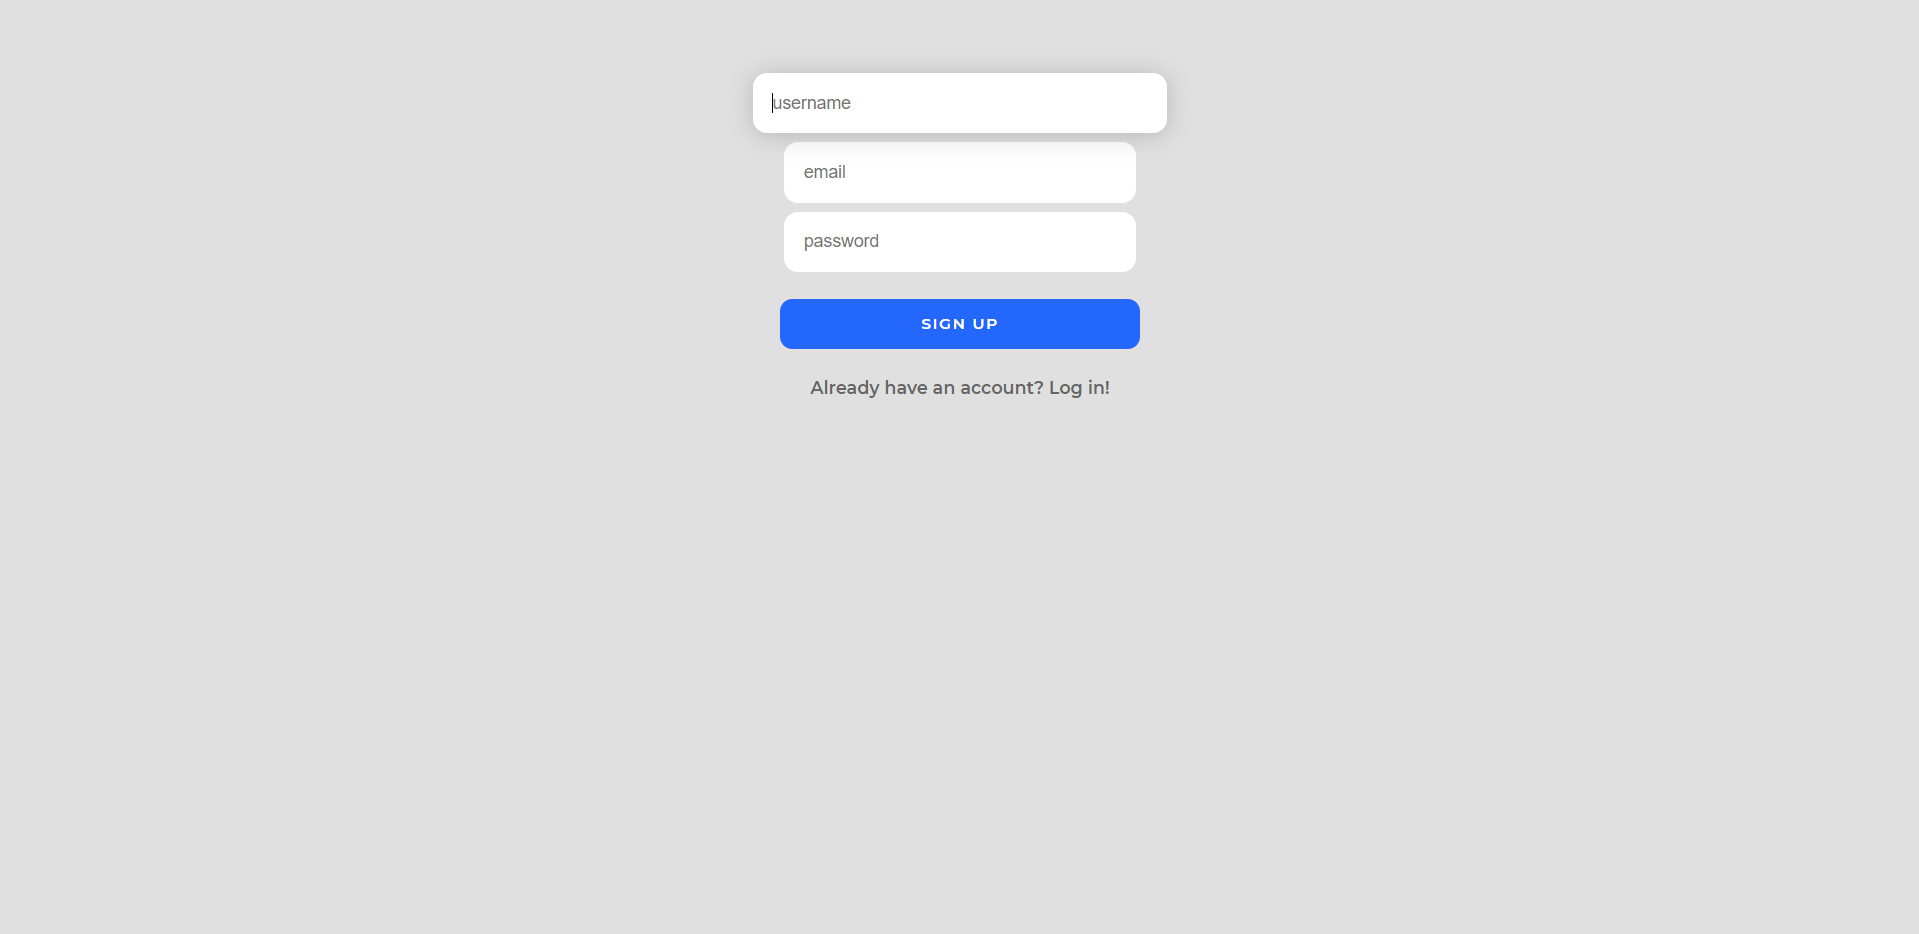 username
email
password
SIGN UP
Already have an account? Log in!